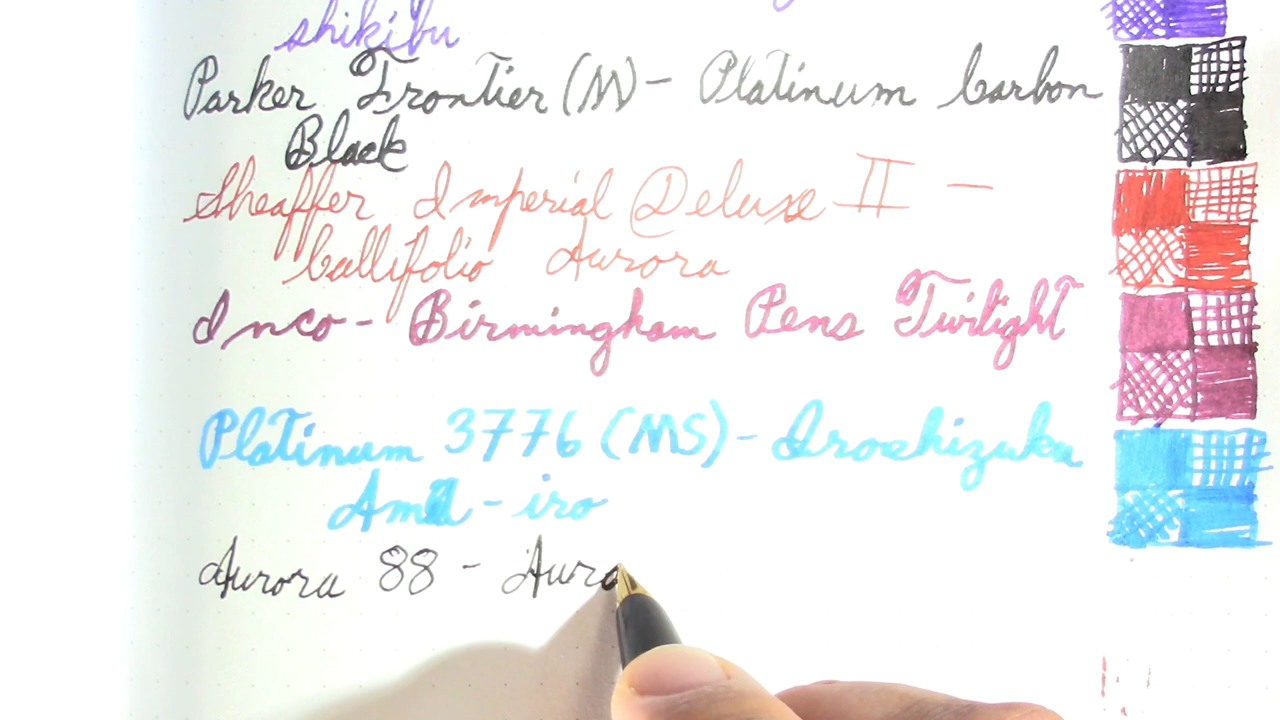 shikibu
Parker Frontier (M) - Platinum Carbon
Black
Sheaffer Imperial Deluxe II -
Callifolio Aurora
Inco - Birmingham Pens Twilight
Platinum 3776 (MS) - Iroshizuku
Ama-iro
Aurora 88 - Auro